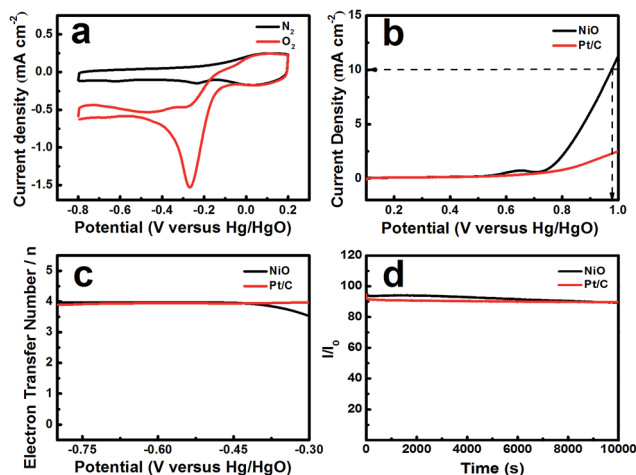 a
N2
O2
0.5
0.0
-0.5
-1.0
-1.5
Current density (mA cm-2)
-0.8 -0.6 -0.4 -0.2 0.0 0.2
Potential (V versus Hg/HgO)
b
NiO
Pt/C
15
10
5
0
Current Density (mA cm-2)
0.2 0.4 0.6 0.8 1.0
Potential (V versus Hg/HgO)
c
NiO
Pt/C
5
4
3
2
1
0
Electron Transfer Number / n
-0.75 -0.60 -0.45 -0.30
Potential (V versus Hg/HgO)
d
NiO
Pt/C
120
100
80
60
40
20
0
I/I0
0 2000 4000 6000 8000 10000
Time (s)